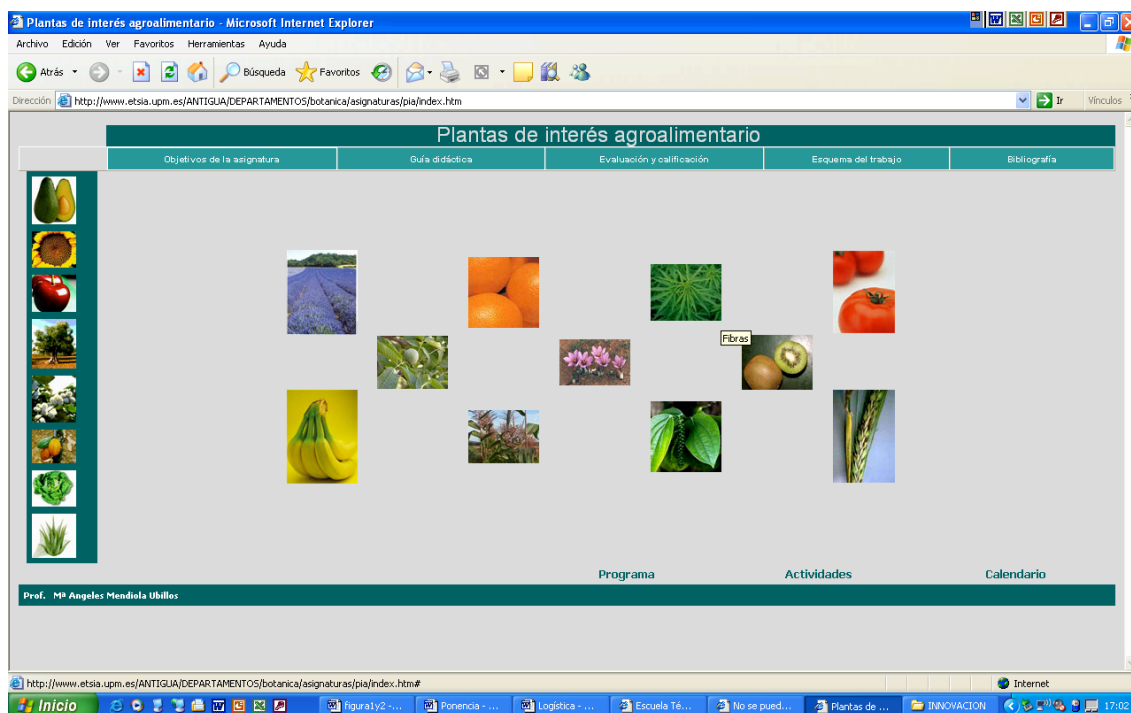 Plantas de interés agroalimentario - Microsoft Internet Explorer
Archivo Edición Ver Favoritos Herramientas Ayuda
Atrás Búsqueda Favoritos
Dirección http://www.etsia.upm.es/ANTIGUA/DEPARTAMENTOS/botanica/asignaturas/pia/index.htm Ir Vínculos
Plantas de interés agroalimentario
Objetivos de la asignatura Guía didáctica Evaluación y calificación Esquema del trabajo Bibliografía
Fibras
Programa Actividades Calendario
Prof. Mª Angeles Mendiola Ubillos
http://www.etsia.upm.es/ANTIGUA/DEPARTAMENTOS/botanica/asignaturas/pia/index.htm# Internet
Inicio figura1y2 -... Ponencia - ... Logística - ... Escuela Té... No se pued... Plantas de ... INNOVACION 17:02